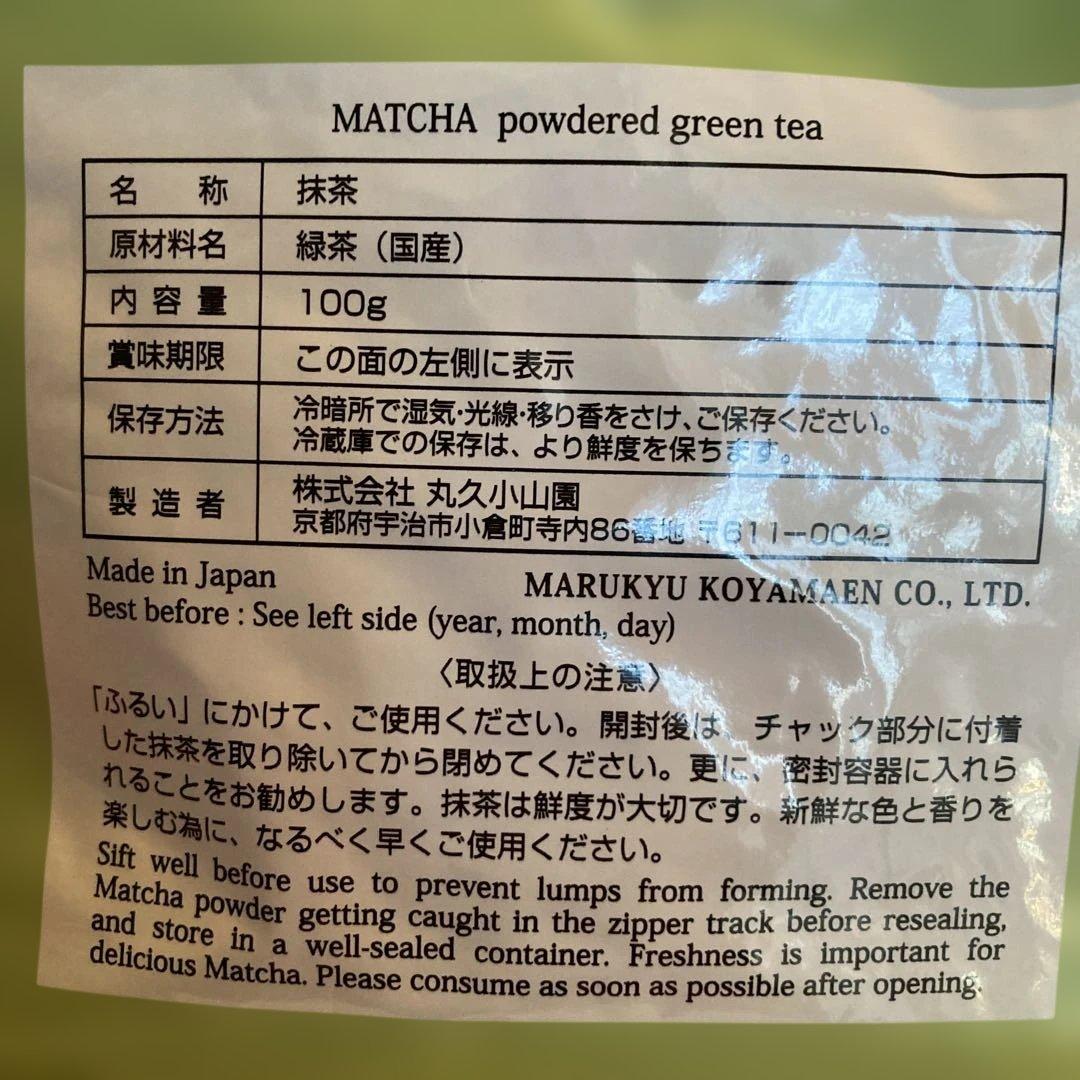 MATCHA powdered green tea
名称 抹茶
原材料名 緑茶（国産）
内容量 100g
賞味期限 この面の左側に表示
保存方法 冷暗所で湿気・光線・移り香をさけ、ご保存ください。
冷蔵庫での保存は、より鮮度を保ちます。
製造者 株式会社 丸久小山園
京都府宇治市小倉町寺内86番地 〒611-0042
Made in Japan MARUKYU KOYAMAEN CO., LTD.
Best before : See left side (year, month, day)
〈取扱上の注意〉
「ふるい」にかけて、ご使用ください。開封後は、チャック部分に付着
した抹茶を取り除いてから閉めてください。更に、密封容器に入れら
れることをお勧めします。抹茶は鮮度が大切です。新鮮な色と香りを
楽しむ為に、なるべく早くご使用ください。
Sift well before use to prevent lumps from forming. Remove the
Matcha powder getting caught in the zipper track before resealing,
and store in a well-sealed container. Freshness is important for
delicious Matcha. Please consume as soon as possible after opening.